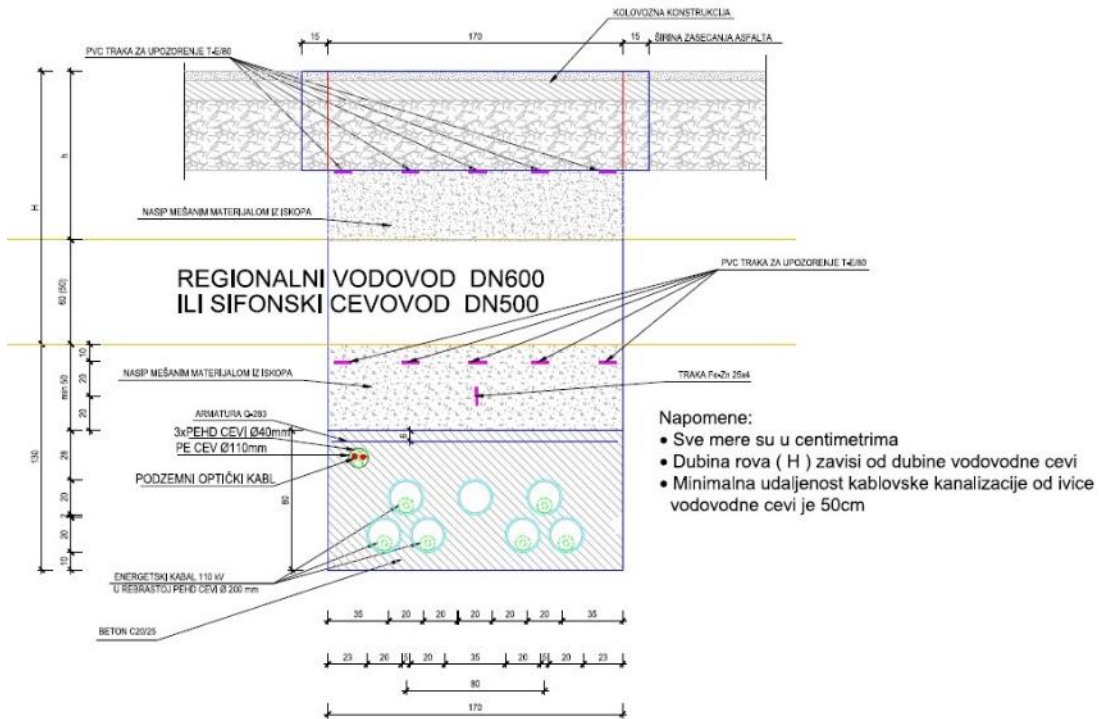 KOLOVOZNA KONSTRUKCIJA
15
170
15
ŠIRINA ZASECANJA ASFALTA
PVC TRAKA ZA UPOZORENJE T-E/80
h
H
NASIP MEŠANIM MATERIJALOM IZ ISKOPA
PVC TRAKA ZA UPOZORENJE T-E/80
REGIONALNI VODOVOD DN600
ILI SIFONSKI CEVOVOD DN500
60 (50)
10
NASIP MEŠANIM MATERIJALOM IZ ISKOPA
min 50
20
TRAKA Fe-Zn 25x4
20
ARMATURA Q-283
6
3xPEHD CEVI Ø40mm
PE CEV Ø110mm
PODZEMNI OPTIČKI KABL
130
28
80
20
2
20
10
Napomene:
• Sve mere su u centimetrima
• Dubina rova ( H ) zavisi od dubine vodovodne cevi
• Minimalna udaljenost kablovske kanalizacije od ivice
vodovodne cevi je 50cm
ENERGETSKI KABAL 110 kV
U REBRASTOJ PEHD CEVI Ø 200 mm
BETON C20/25
35 20 20 20 20 20 35
23 20 5 20 35 20 5 20 23
80
170